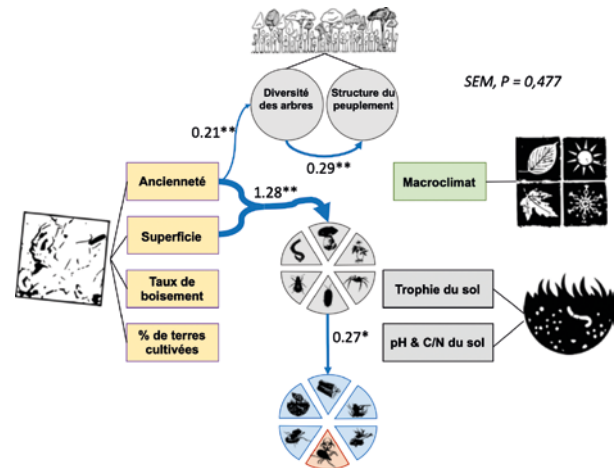 Diversité
des arbres
Structure du
peuplement
SEM, P = 0,477
0.21**
0.29**
Ancienneté
1.28**
Macroclimat
Superficie
Taux de
boisement
Trophie du sol
% de terres
cultivées
0.27*
pH & C/N du sol